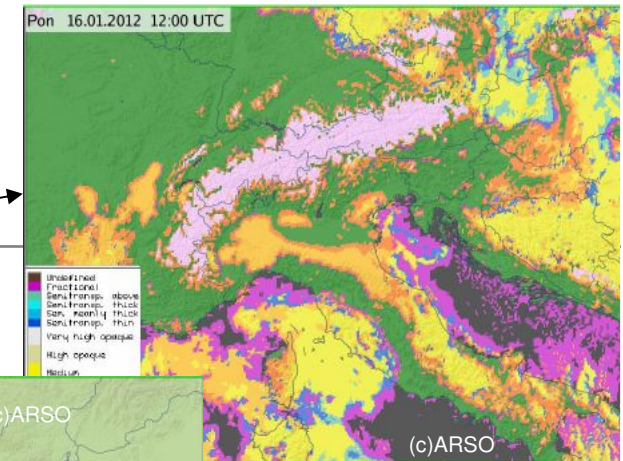 Pon 16.01.2012 12:00 UTC
Undefined
Fractional
Semitransp. above
Semitransp. thick
Sem. meanly thick
Semitransp. thin
Very high opaque
High opaque
Medium
(c)ARSO
(c)ARSO